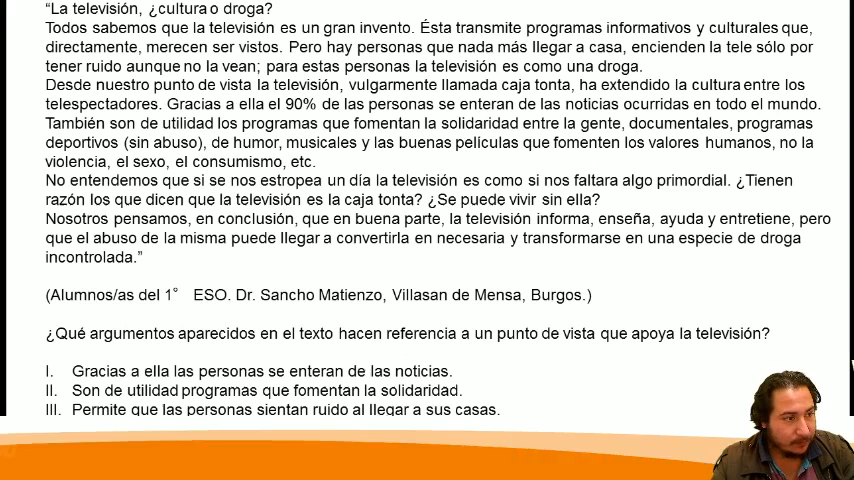 “La televisión, ¿cultura o droga?
Todos sabemos que la televisión es un gran invento. Ésta transmite programas informativos y culturales que,
directamente, merecen ser vistos. Pero hay personas que nada más llegar a casa, encienden la tele sólo por
tener ruido aunque no la vean; para estas personas la televisión es como una droga.
Desde nuestro punto de vista la televisión, vulgarmente llamada caja tonta, ha extendido la cultura entre los
telespectadores. Gracias a ella el 90% de las personas se enteran de las noticias ocurridas en todo el mundo.
También son de utilidad los programas que fomentan la solidaridad entre la gente, documentales, programas
deportivos (sin abuso), de humor, musicales y las buenas películas que fomenten los valores humanos, no la
violencia, el sexo, el consumismo, etc.
No entendemos que si se nos estropea un día la televisión es como si nos faltara algo primordial. ¿Tienen
razón los que dicen que la televisión es la caja tonta? ¿Se puede vivir sin ella?
Nosotros pensamos, en conclusión, que en buena parte, la televisión informa, enseña, ayuda y entretiene, pero
que el abuso de la misma puede llegar a convertirla en necesaria y transformarse en una especie de droga
incontrolada.”
(Alumnos/as del 1° ESO. Dr. Sancho Matienzo, Villasan de Mensa, Burgos.)
¿Qué argumentos aparecidos en el texto hacen referencia a un punto de vista que apoya la televisión?
I. Gracias a ella las personas se enteran de las noticias.
II. Son de utilidad programas que fomentan la solidaridad.
III. Permite que las personas sientan ruido al llegar a sus casas.